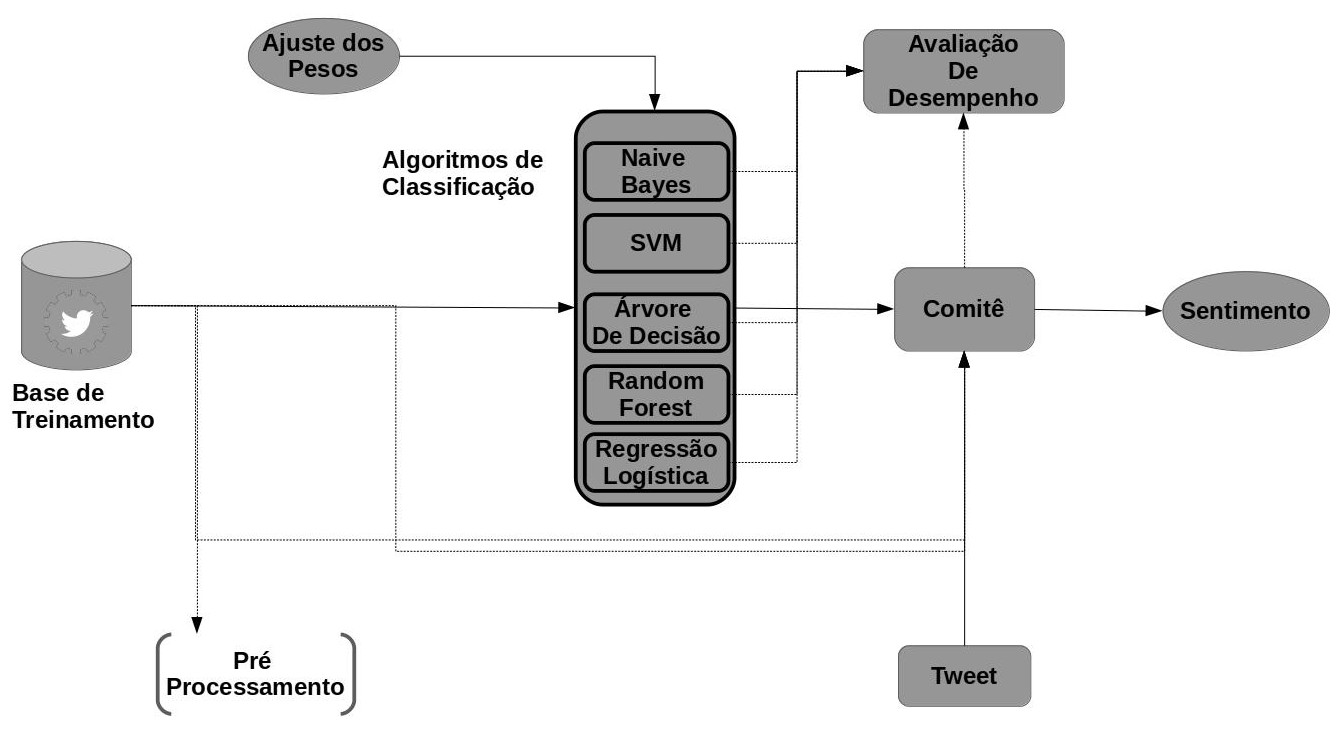 Ajuste dos
Pesos
Avaliação
De
Desempenho
Algoritmos de
Classificação
Naive
Bayes
SVM
Árvore
De Decisão
Random
Forest
Regressão
Logística
Comitê
Sentimento
Base de
Treinamento
Pré
Processamento
Tweet